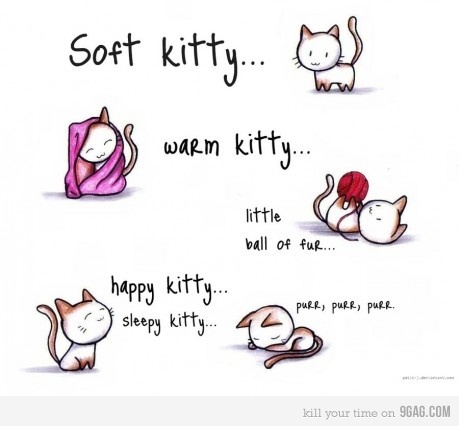 Soft kitty...
warm kitty...
little
ball of fur...
happy kitty...
sleepy kitty...
purr, purr, purr.
kill your time on 9GAG.COM